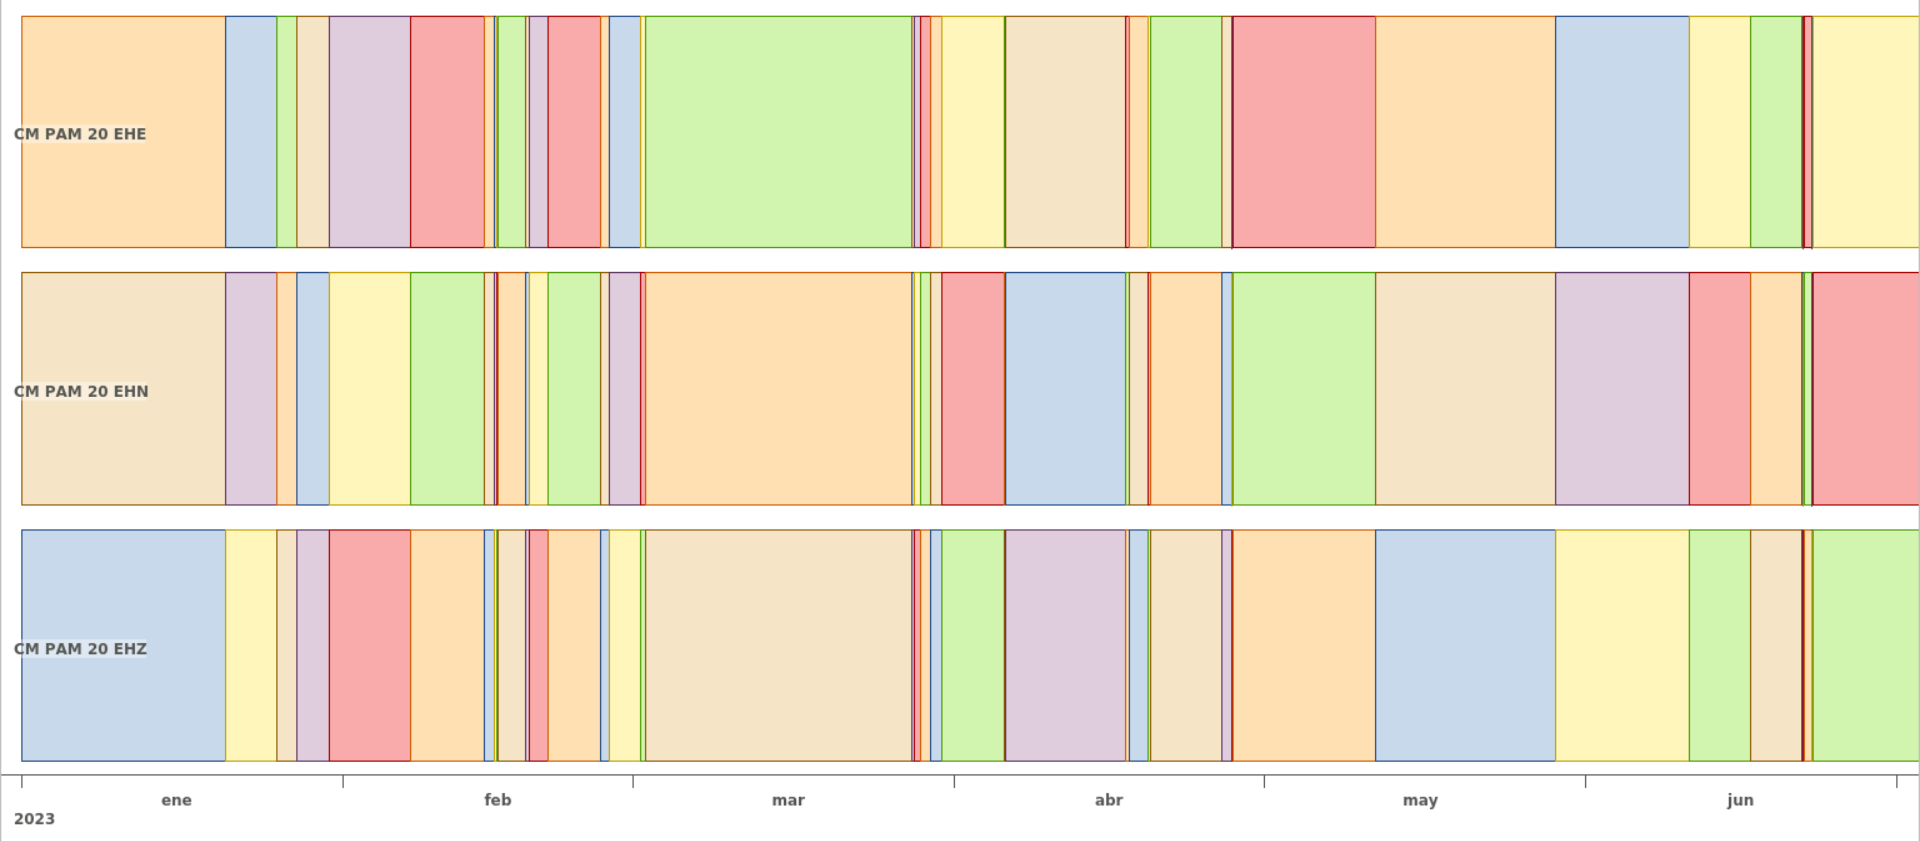 CM PAM 20 EHE
CM PAM 20 EHN
CM PAM 20 EHZ
ene feb mar abr may jun
2023